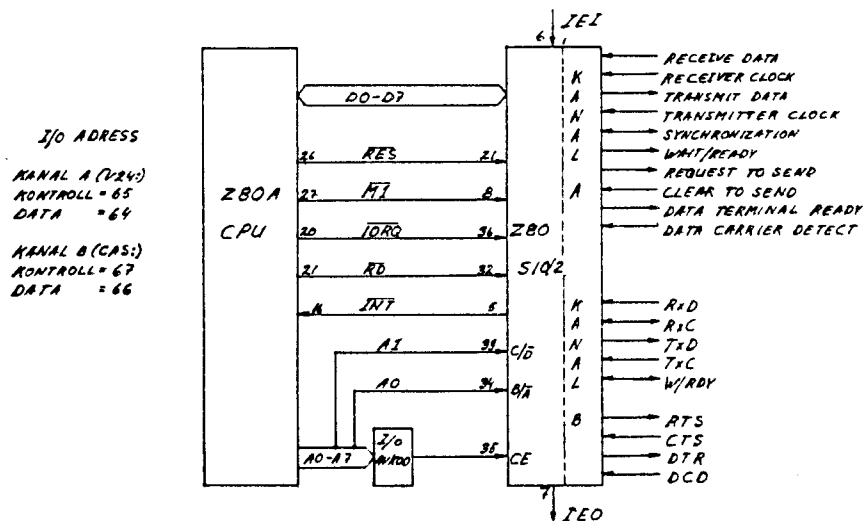 I/O ADRESS
KANAL A (V24:)
KONTROLL = 65
DATA = 64
KANAL B (CAS:)
KONTROLL = 67
DATA = 66
Z80A
CPU
D0-D7
26 RES 21
27 M1 8
20 IORQ 36
21 RD 32
16 INT 5
A1 33 C/D
A0 34 B/A
A0-A7
I/O
AVKOD
35 CE
6 IEI
Z80
SIO/2
7 IEO
KANAL A
RECEIVE DATA
RECEIVER CLOCK
TRANSMIT DATA
TRANSMITTER CLOCK
SYNCHRONIZATION
WAIT/READY
REQUEST TO SEND
CLEAR TO SEND
DATA TERMINAL READY
DATA CARRIER DETECT
KANAL B
RxD
RxC
TxD
TxC
W/RDY
RTS
CTS
DTR
DCD